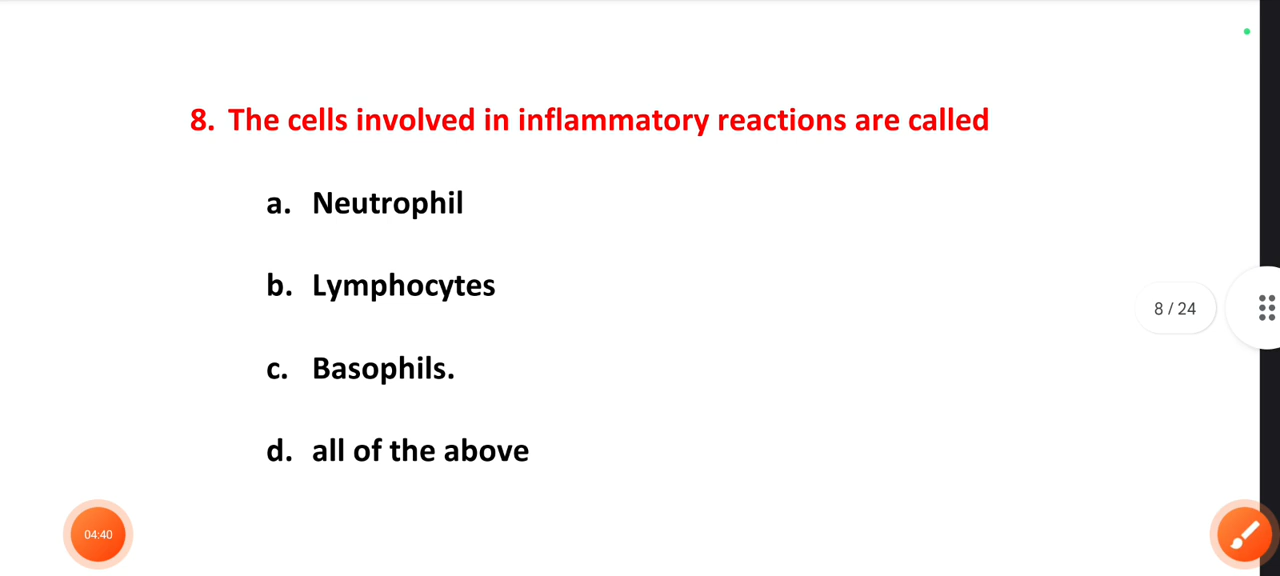 8. The cells involved in inflammatory reactions are called
a. Neutrophil
b. Lymphocytes
8 / 24
c. Basophils.
d. all of the above
04:40